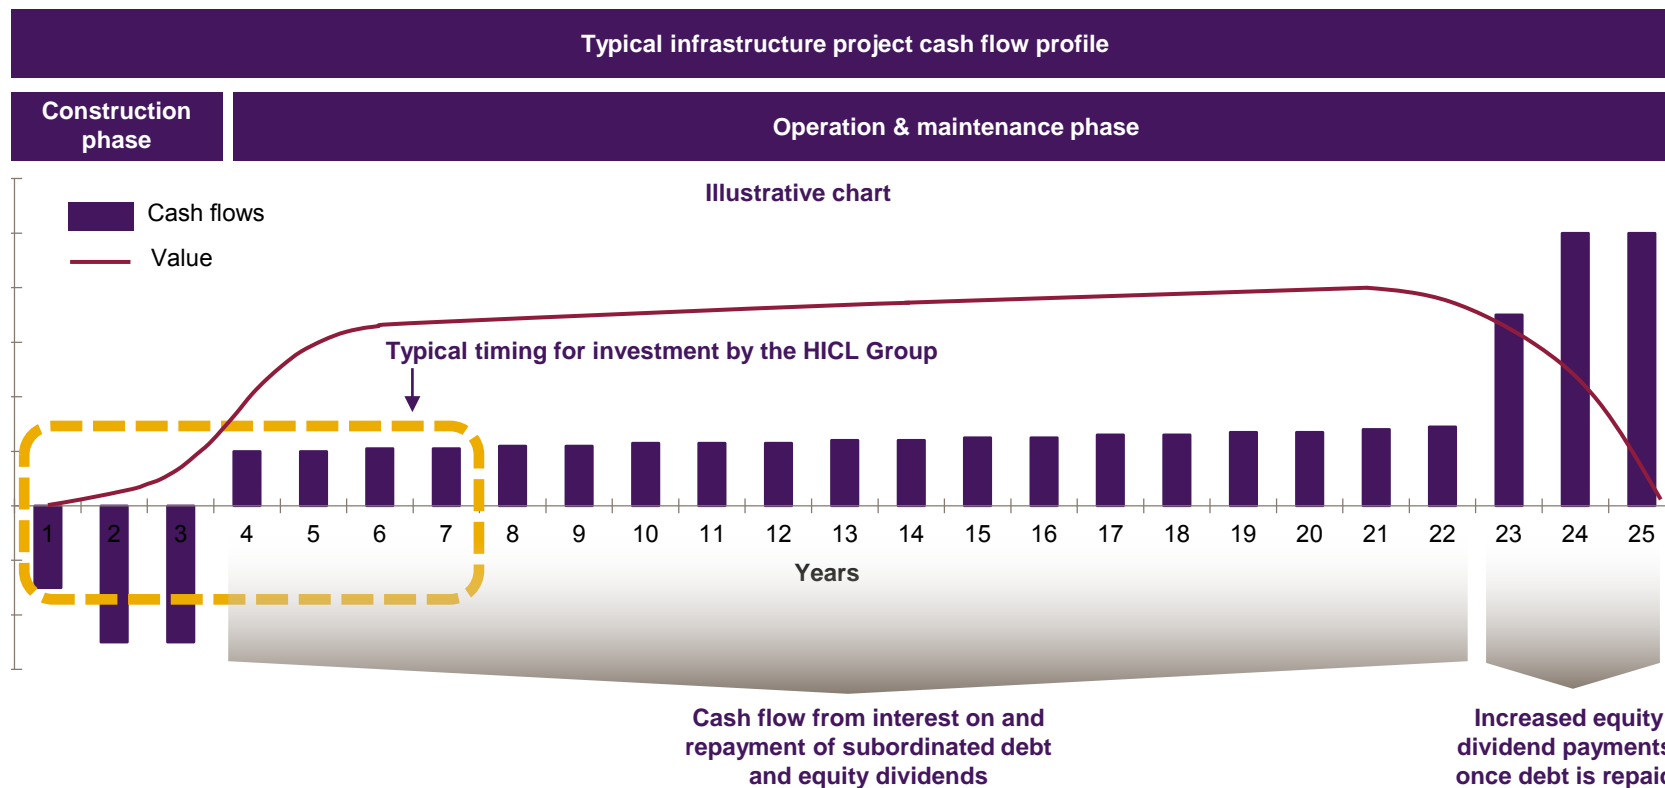 Typical infrastructure project cash flow profile
Construction
phase
Operation & maintenance phase
Illustrative chart
Cash flows
Value
Typical timing for investment by the HICL Group
1 2 3 4 5 6 7 8 9 10 11 12 13 14 15 16 17 18 19 20 21 22 23 24 25
Years
Cash flow from interest on and
repayment of subordinated debt
and equity dividends
Increased equity
dividend payments
once debt is repaid